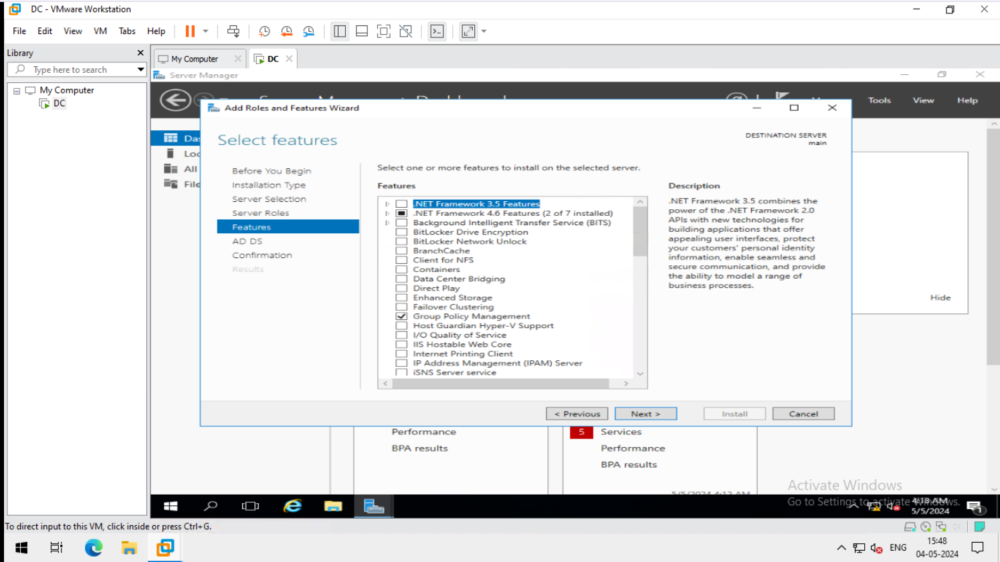 DC - VMware Workstation
File Edit View VM Tabs Help
Library
My Computer
DC
Type here to search
Server Manager
My Computer
DC
Tools View Help
Add Roles and Features Wizard
Select features
DESTINATION SERVER
main
Before You Begin
Installation Type
Server Selection
Server Roles
Features
AD DS
Confirmation
Results
Select one or more features to install on the selected server.
Features
.NET Framework 3.5 Features
.NET Framework 4.6 Features (2 of 7 installed)
Background Intelligent Transfer Service (BITS)
BitLocker Drive Encryption
BitLocker Network Unlock
BranchCache
Client for NFS
Containers
Data Center Bridging
Direct Play
Enhanced Storage
Failover Clustering
Group Policy Management
Host Guardian Hyper-V Support
I/O Quality of Service
IIS Hostable Web Core
Internet Printing Client
IP Address Management (IPAM) Server
iSNS Server service
Description
.NET Framework 3.5 combines the
power of the .NET Framework 2.0
APIs with new technologies for
building applications that offer
appealing user interfaces, protect
your customers' personal identity
information, enable seamless and
secure communication, and provide
the ability to model a range of
business processes.
Hide
< Previous Next > Install Cancel
Performance
BPA results
5 Services
Performance
BPA results
5/5/2024 4:12 AM
Activate Windows
Go to Settings to activate Windows.
4:18 AM
5/5/2024
1
To direct input to this VM, click inside or press Ctrl+G.
ENG
15:48
04-05-2024